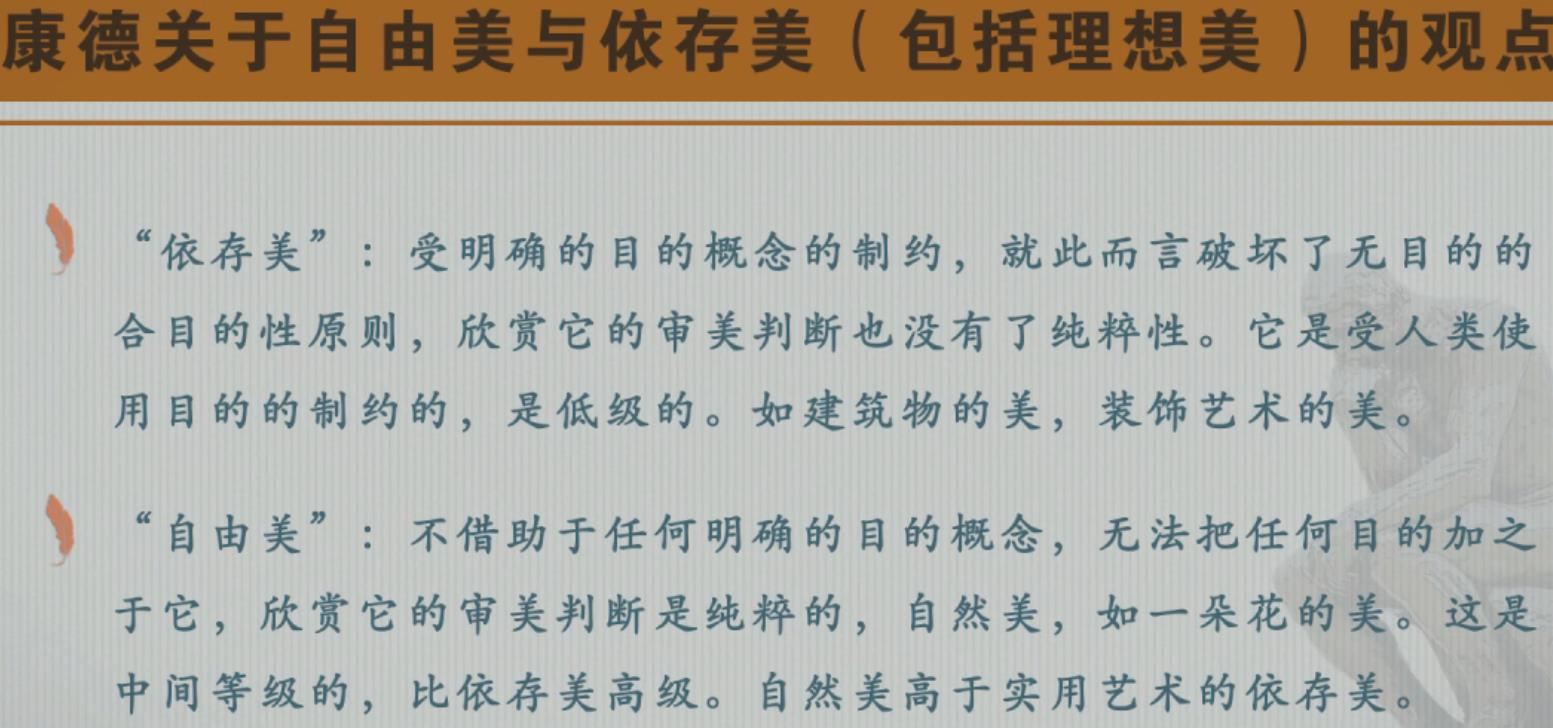 康德关于自由美与依存美（包括理想美）的观点
“依存美”：受明确的目的概念的制约，就此而言破坏了无目的的
合目的性原则，欣赏它的审美判断也没有了纯粹性。它是受人类使
用目的的制约的，是低级的。如建筑物的美，装饰艺术的美。
“自由美”：不借助于任何明确的目的概念，无法把任何目的加之
于它，欣赏它的审美判断是纯粹的，自然美，如一朵花的美。这是
中间等级的，比依存美高级。自然美高于实用艺术的依存美。